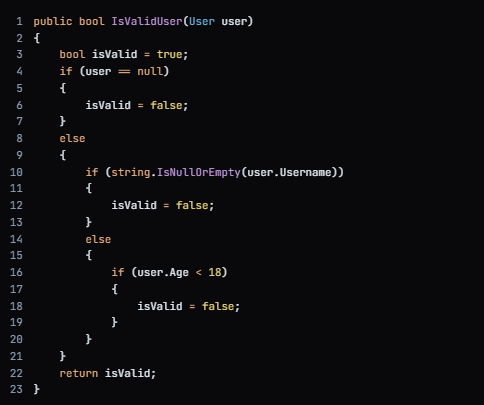 1 public bool IsValidUser(User user)
2 {
3     bool isValid = true;
4     if (user == null)
5     {
6         isValid = false;
7     }
8     else
9     {
10         if (string.IsNullOrEmpty(user.Username))
11         {
12             isValid = false;
13         }
14         else
15         {
16             if (user.Age < 18)
17             {
18                 isValid = false;
19             }
20         }
21     }
22     return isValid;
23 }